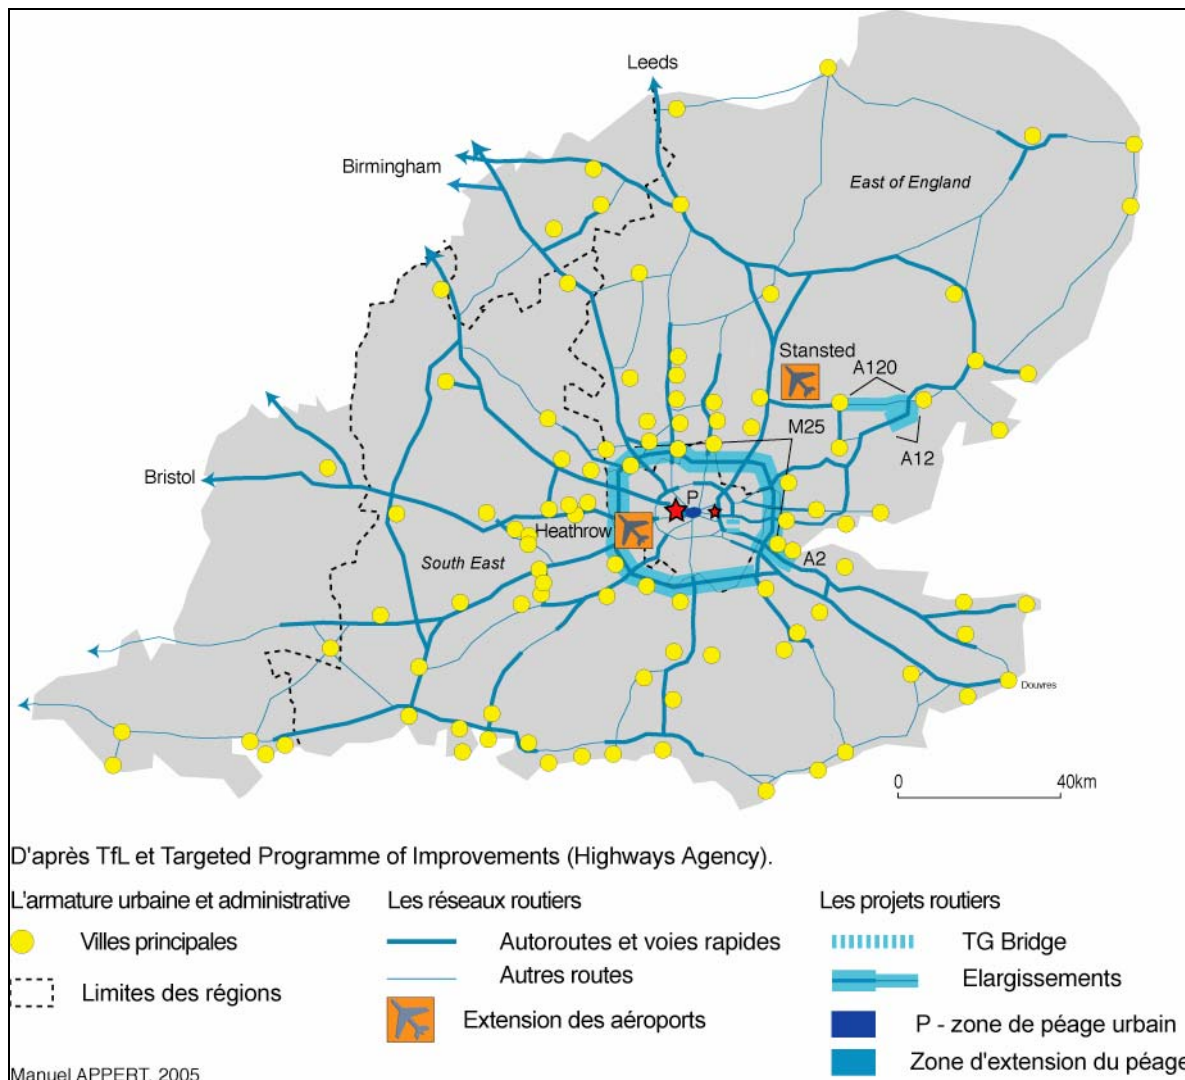 Leeds
Birmingham
East of England
Stansted
A120
M25
A12
Bristol
P
Heathrow
South East
A2
Douvres
0 40km
D'après TfL et Targeted Programme of Improvements (Highways Agency).
L'armature urbaine et administrative
Villes principales
Limites des régions
Les réseaux routiers
Autoroutes et voies rapides
Autres routes
Extension des aéroports
Les projets routiers
TG Bridge
Elargissements
P - zone de péage urbain
Zone d'extension du péage
Manuel APPERT, 2005